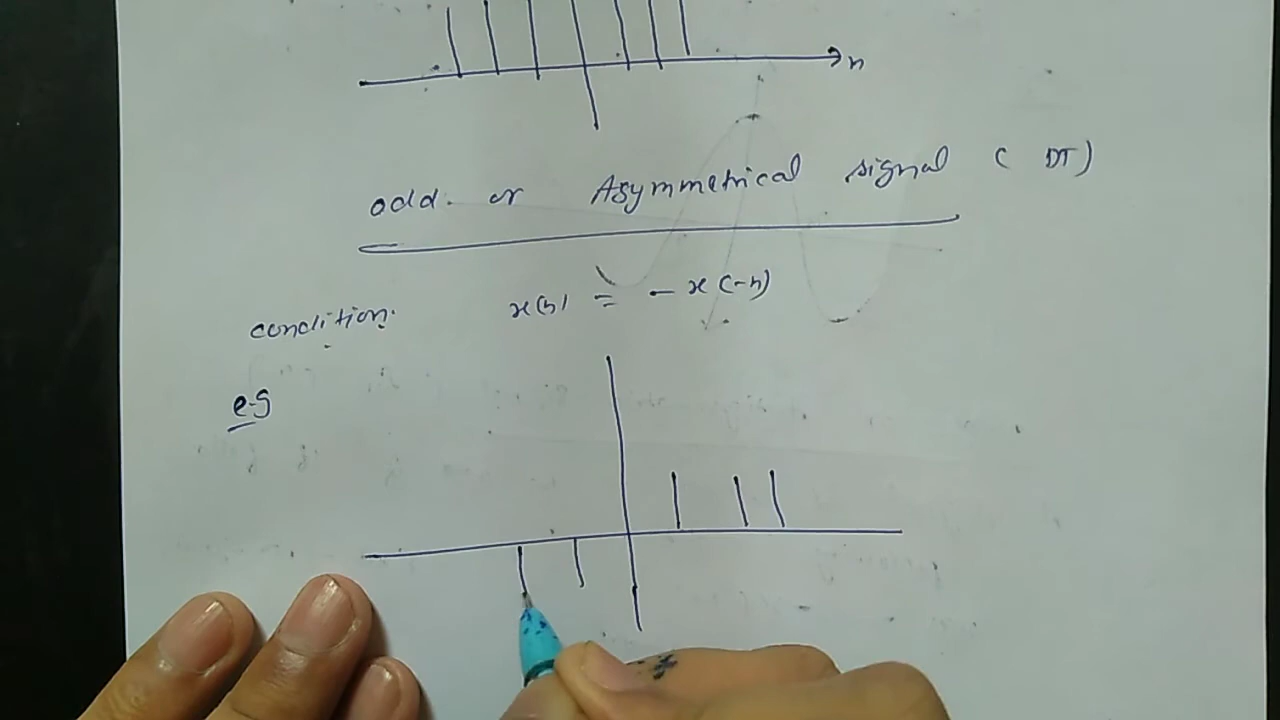 n
odd. or Asymmetrical signal ( DT)
condition. x(n) = - x(-n)
e.g